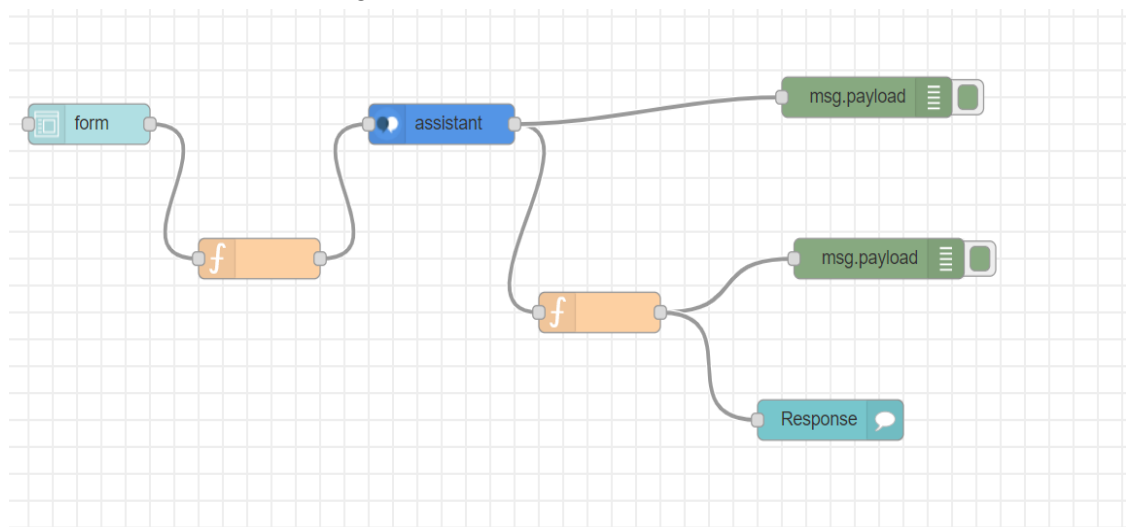 form
assistant
msg.payload
msg.payload
Response